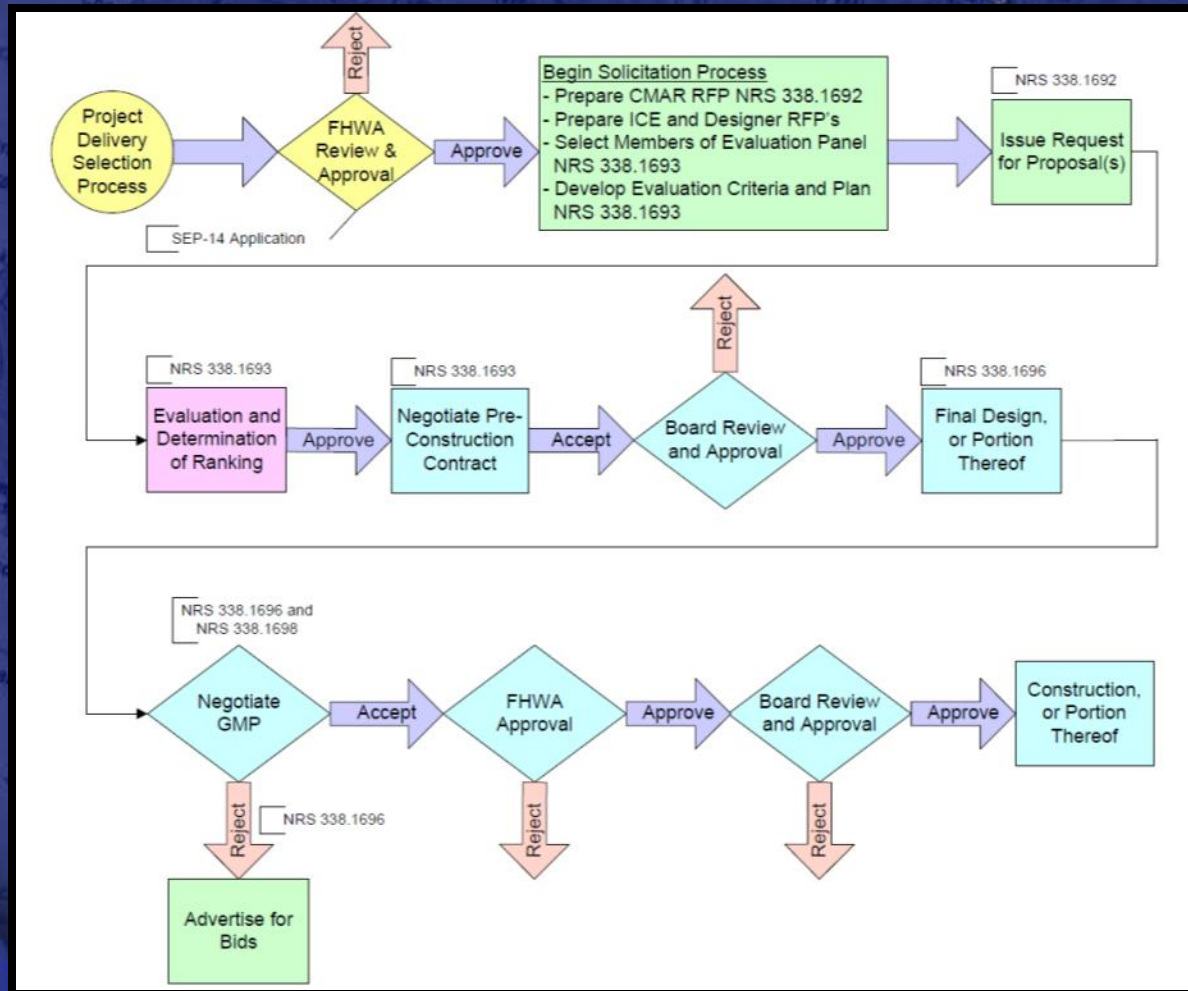 Reject
Project
Delivery
Selection
Process
FHWA
Review &
Approval
Approve
Begin Solicitation Process
- Prepare CMAR RFP NRS 338.1692
- Prepare ICE and Designer RFP's
- Select Members of Evaluation Panel
NRS 338.1693
- Develop Evaluation Criteria and Plan
NRS 338.1693
NRS 338.1692
Issue Request
for Proposal(s)
SEP-14 Application
Reject
NRS 338.1693
Evaluation and
Determination
of Ranking
Approve
NRS 338.1693
Negotiate Pre-
Construction
Contract
Accept
Board Review
and Approval
Approve
NRS 338.1696
Final Design,
or Portion
Thereof
NRS 338.1696 and
NRS 338.1698
Negotiate
GMP
Accept
FHWA
Approval
Approve
Board Review
and Approval
Approve
Construction,
or Portion
Thereof
Reject
NRS 338.1696
Reject
Reject
Advertise for
Bids